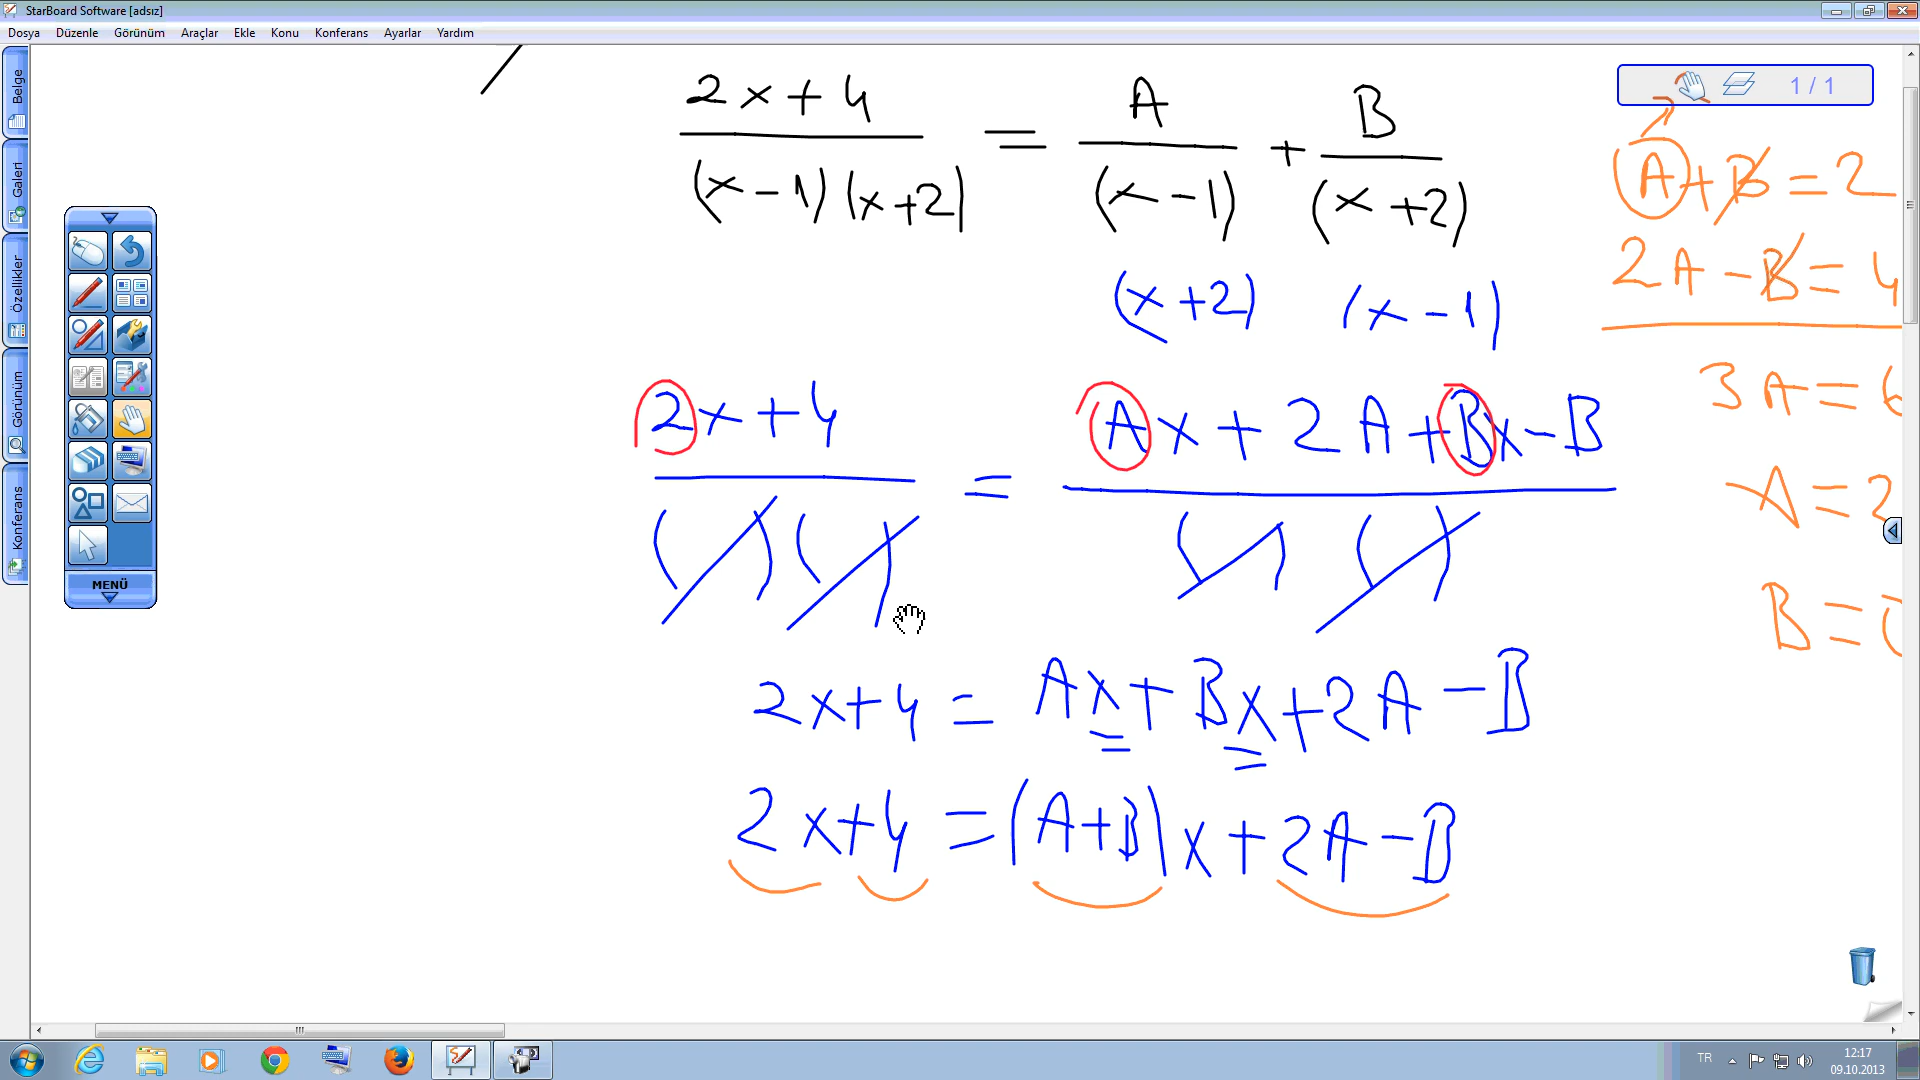 StarBoard Software [adsız]
Dosya Düzenle Görünüm Araçlar Ekle Konu Konferans Ayarlar Yardım
Belge
Galeri
Özellikler
Görünüm
Konferans
MENÜ
1 / 1
2x+4 / (x-1)(x+2) = A / (x-1) + B / (x+2)
(x+2) (x-1)
2x+4 = Ax+2A+Bx-B
( ) ( ) ( ) ( )
2x+4 = Ax+Bx+2A-B
2x+4 = (A+B)x+2A-B
A+B=2
2A-B=4
3A=6
A=2
B=0
TR
12:17
09.10.2013